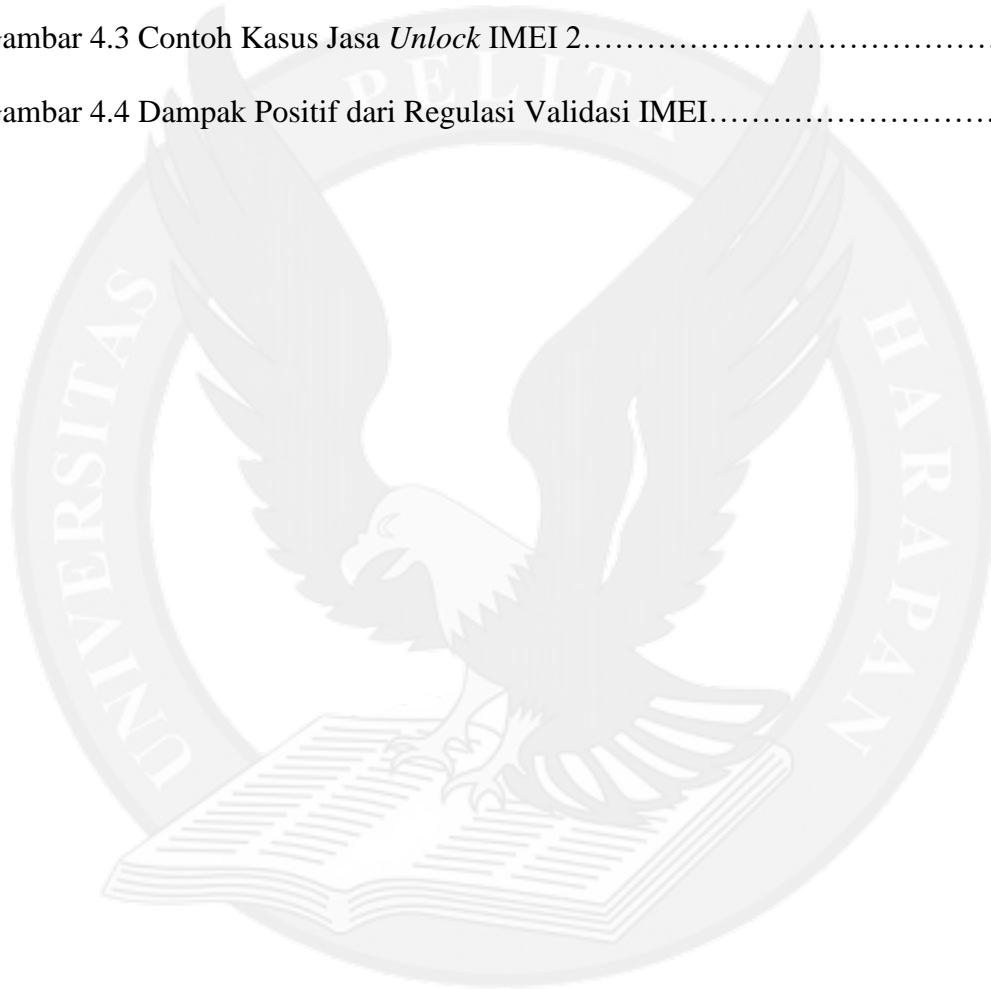 ambar 4.3 Contoh Kasus Jasa Unlock IMEI 2……………………………….
ambar 4.4 Dampak Positif dari Regulasi Validasi IMEI……………………….
UNIVERSITAS PELITA HARAPAN